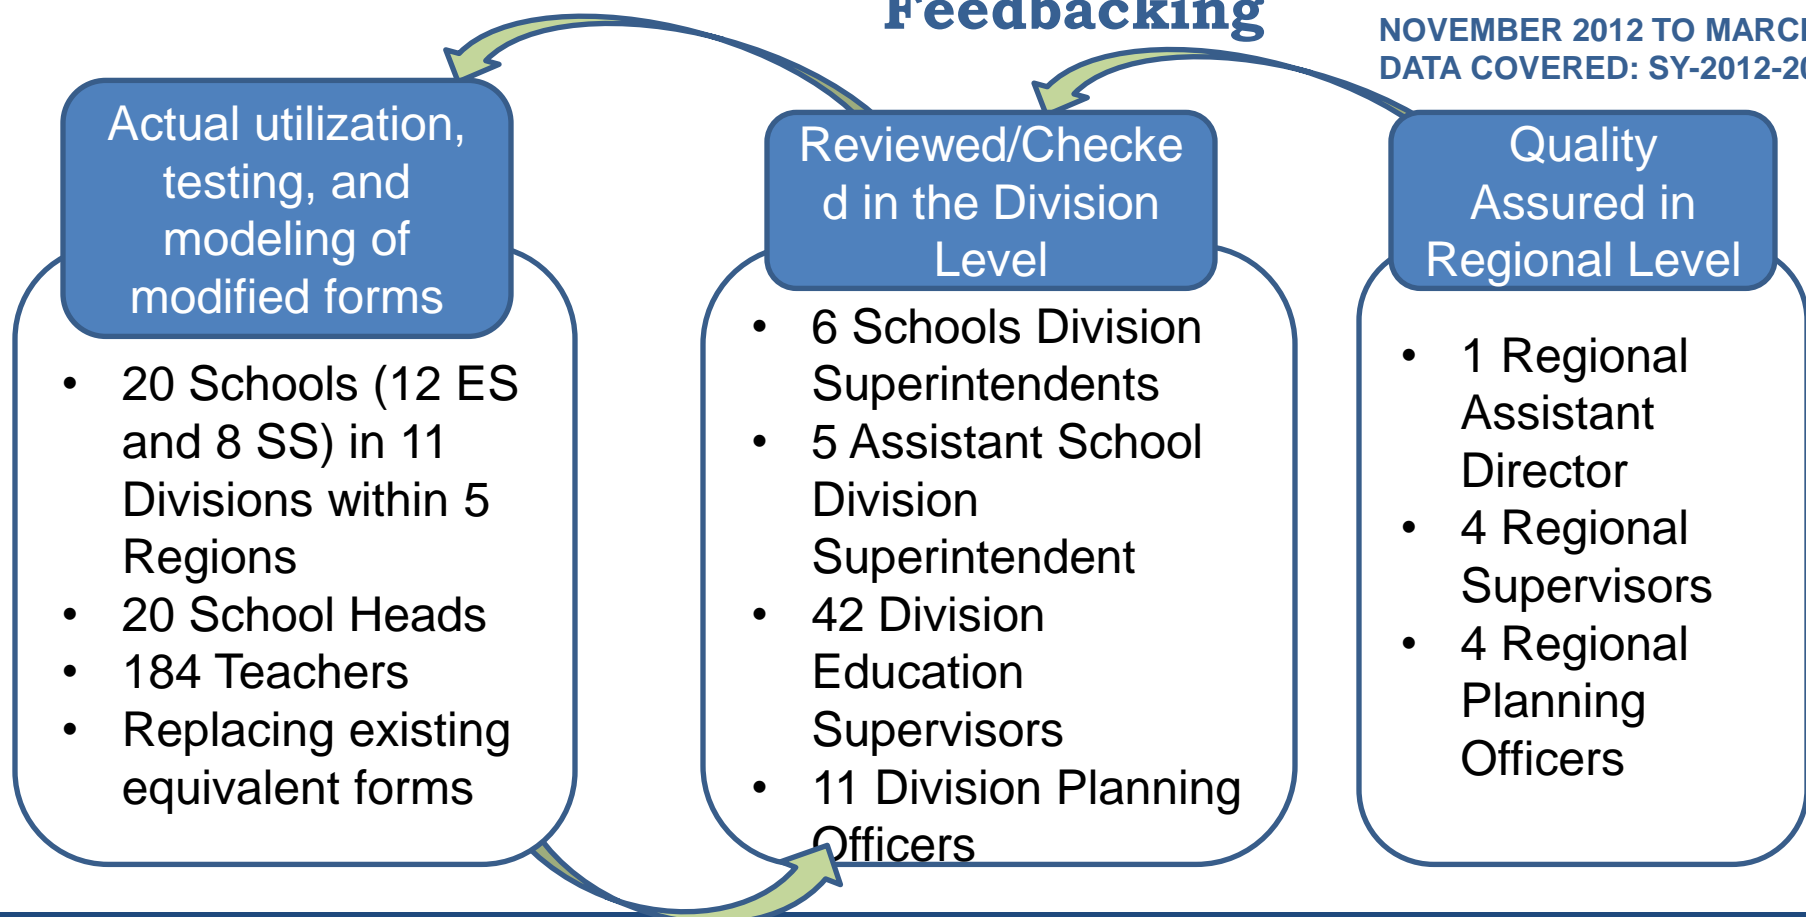 Feedbacking
NOVEMBER 2012 TO MARCH
DATA COVERED: SY-2012-20
Actual utilization,
testing, and
modeling of
modified forms
• 20 Schools (12 ES
and 8 SS) in 11
Divisions within 5
Regions
• 20 School Heads
• 184 Teachers
• Replacing existing
equivalent forms
Reviewed/Checke
d in the Division
Level
• 6 Schools Division
Superintendents
• 5 Assistant School
Division
Superintendent
• 42 Division
Education
Supervisors
• 11 Division Planning
Officers
Quality
Assured in
Regional Level
• 1 Regional
Assistant
Director
• 4 Regional
Supervisors
• 4 Regional
Planning
Officers